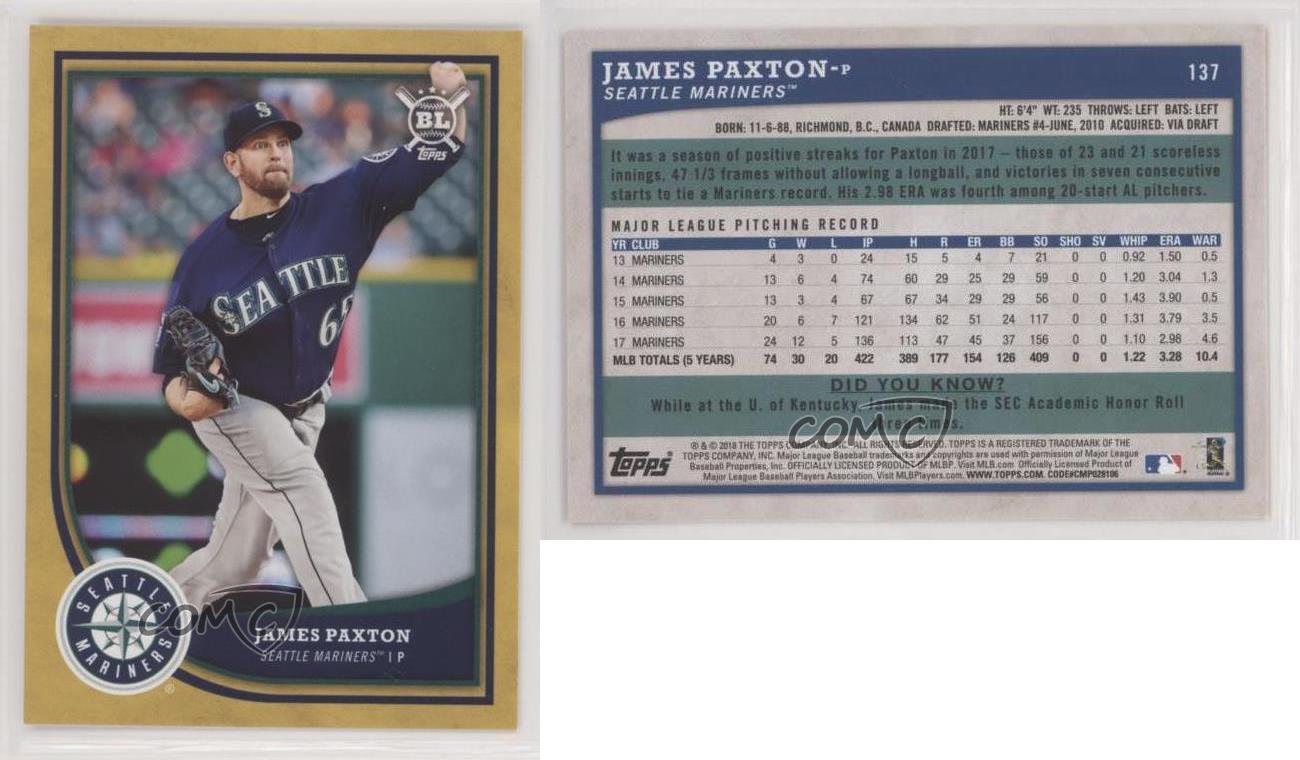 BL
Topps
S
SEATTLE
65
SEATTLE
MARINERS
®
COMC
JAMES PAXTON
SEATTLE MARINERS™ | P
JAMES PAXTON-P
137
SEATTLE MARINERS™
HT: 6'4" WT: 235 THROWS: LEFT BATS: LEFT
BORN: 11-6-88, RICHMOND, B.C., CANADA DRAFTED: MARINERS #4-JUNE, 2010 ACQUIRED: VIA DRAFT
It was a season of positive streaks for Paxton in 2017 – those of 23 and 21 scoreless
innings, 47 1/3 frames without allowing a longball, and victories in seven consecutive
starts to tie a Mariners record. His 2.98 ERA was fourth among 20-start AL pitchers.
MAJOR LEAGUE PITCHING RECORD
YR CLUB G W L IP H R ER BB SO SHO SV WHIP ERA WAR
13 MARINERS 4 3 0 24 15 5 4 7 21 0 0 0.92 1.50 0.5
14 MARINERS 13 6 4 74 60 29 25 29 59 0 0 1.20 3.04 1.3
15 MARINERS 13 3 4 67 67 34 29 29 56 0 0 1.43 3.90 0.5
16 MARINERS 20 6 7 121 134 62 51 24 117 0 0 1.31 3.79 3.5
17 MARINERS 24 12 5 136 113 47 45 37 156 0 0 1.10 2.98 4.6
MLB TOTALS (5 YEARS) 74 30 20 422 389 177 154 126 409 0 0 1.22 3.28 10.4
DID YOU KNOW?
While at the U. of Kentucky, James made the SEC Academic Honor Roll
three times.
COMC
Topps
® & © 2018 THE TOPPS COMPANY, INC. ALL RIGHTS RESERVED. TOPPS IS A REGISTERED TRADEMARK OF THE
TOPPS COMPANY, INC. Major League Baseball trademarks and copyrights are used with permission of Major League
Baseball Properties, Inc. OFFICIALLY LICENSED PRODUCT OF MLBP. Visit MLB.com Officially Licensed Product of
Major League Baseball Players Association. Visit MLBPlayers.com. WWW.TOPPS.COM. CODE#CMP028106